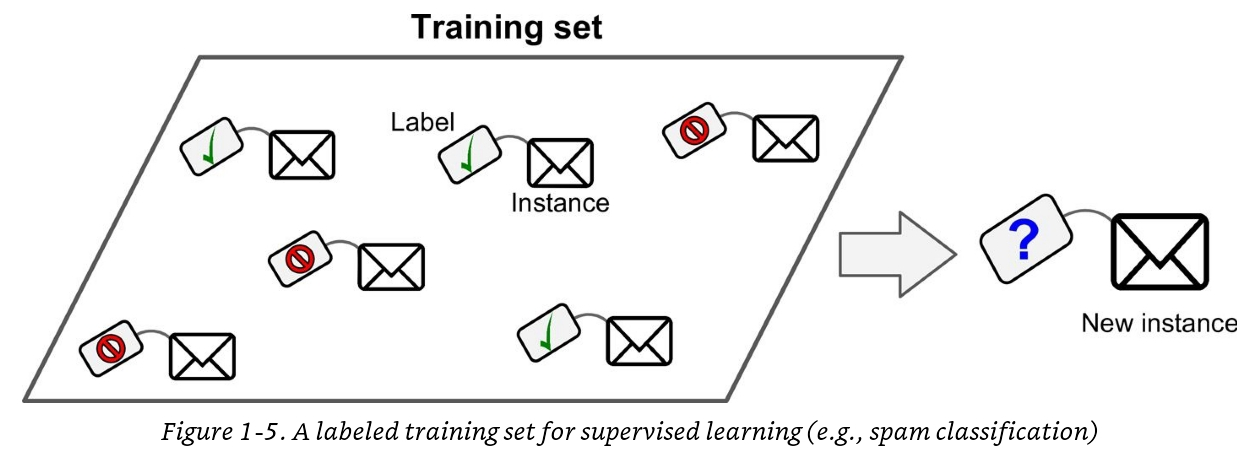 Training set
Label
Instance
?
New instance
Figure 1-5. A labeled training set for supervised learning (e.g., spam classification)